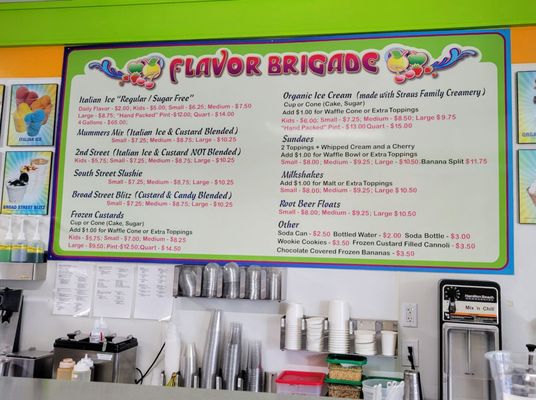 FLAVOR BRIGADE
Italian Ice "Regular / Sugar Free"
Daily Flavor - $2.00; Kids - $5.00; Small - $6.25; Medium - $7.50
Large - $8.75; "Hand Packed" Pint - $12.00; Quart - $14.00
4 Gallons $65.00
Mummers Mix (Italian Ice & Custard Blended)
Small - $7.25; Medium - $8.75; Large - $10.25
2nd Street (Italian Ice & Custard NOT Blended)
Kids - $5.75; Small - $7.25; Medium - $8.75; Large - $10.25
South Street Slushie
Small - $7.25; Medium - $8.75; Large - $10.25
Broad Street Blitz (Custard & Candy Blended)
Small - $7.25; Medium - $8.75; Large - $10.25
Frozen Custards
Cup or Cone (Cake, Sugar)
Add $1.00 for Waffle Cone or Extra Toppings
Kids - $5.75; Small - $7.00; Medium - $8.25
Large - $9.50; Pint - $12.50; Quart - $14.50
Organic Ice Cream (made with Straus Family Creamery)
Cup or Cone (Cake, Sugar)
Add $1.00 for Waffle Cone or Extra Toppings
Kids - $6.00; Small - $7.25; Medium - $8.50; Large $9.75
"Hand Packed" Pint - $13.00 Quart - $15.00
Sundaes
2 Toppings + Whipped Cream and a Cherry
Add $1.00 for Waffle Bowl or Extra Toppings
Small - $8.00; Medium - $9.25; Large - $10.50; Banana Split $11.75
Milkshakes
Add $1.00 for Malt or Extra Toppings
Small - $8.00; Medium - $9.25; Large $10.50
Root Beer Floats
Small - $8.00; Medium - $9.25; Large $10.50
Other
Soda Can - $2.50 Bottled Water - $2.00 Soda Bottle - $3.00
Wookie Cookies - $3.50 Frozen Custard Filled Cannoli - $3.50
Chocolate Covered Frozen Bananas - $3.50
ITALIAN ICE
BROAD STREET BLITZ
Hamilton Beach
MIX 'n CHILL